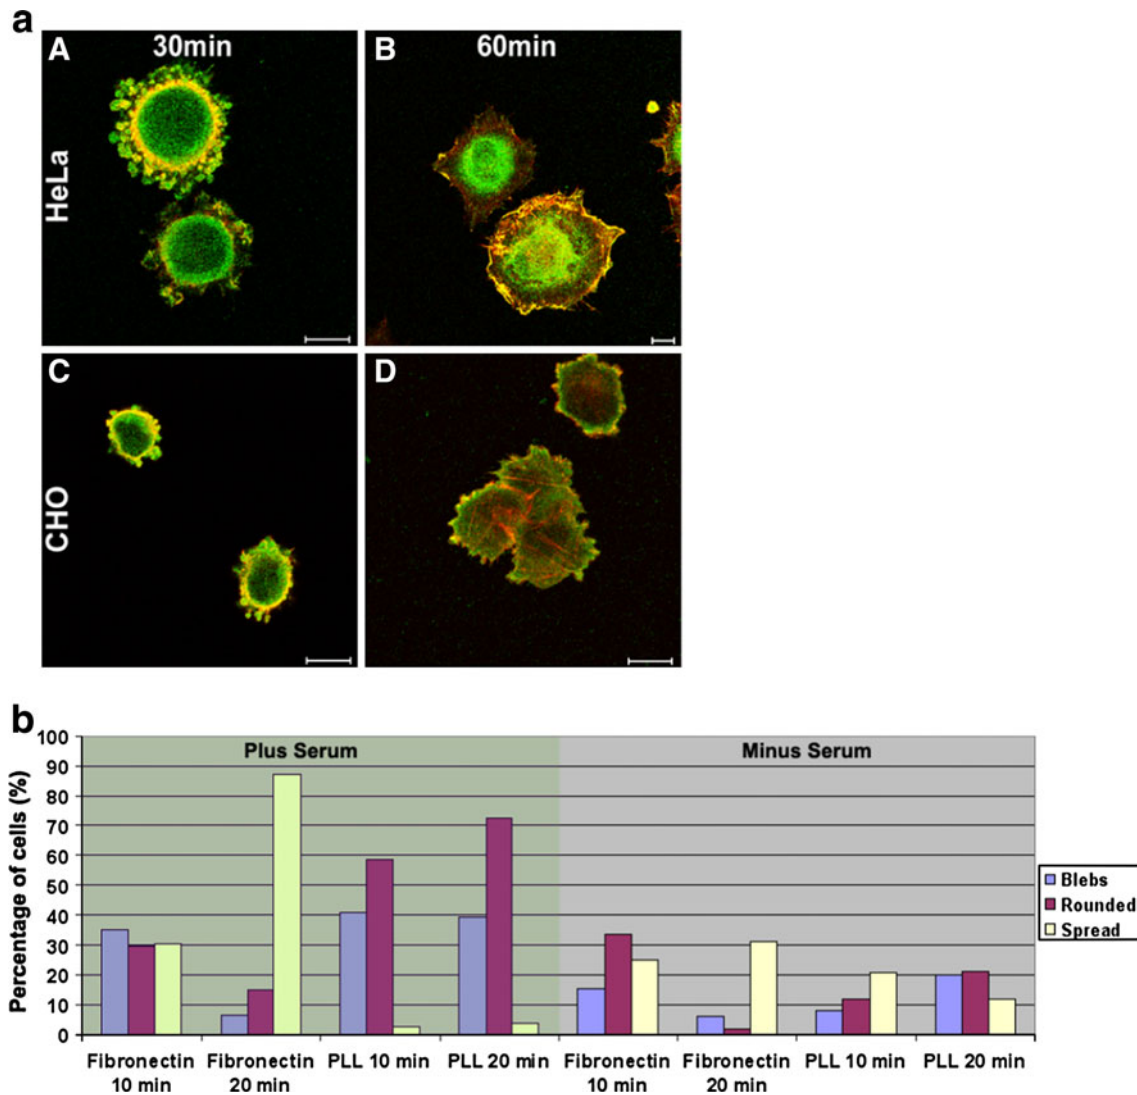 a
A 30min
B 60min
HeLa
C
D
CHO
b
Plus Serum
Minus Serum
Percentage of cells (%)
100
90
80
70
60
50
40
30
20
10
0
Fibronectin
10 min
Fibronectin
20 min
PLL 10 min
PLL 20 min
Fibronectin
10 min
Fibronectin
20 min
PLL 10 min
PLL 20 min
Blebs
Rounded
Spread